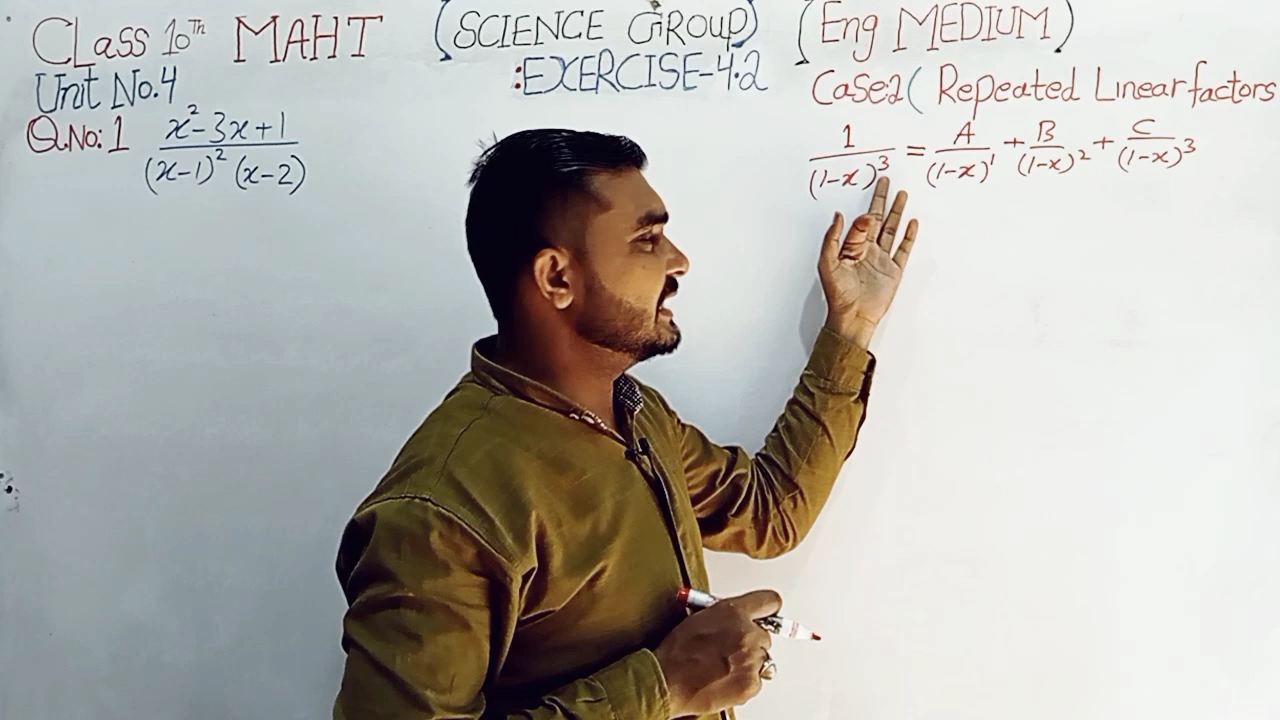 CLass 10Th MAHT (SCIENCE GRouP) (Eng MEDIUM)
Unit No.4 :EXERCISE-4.2 Case:2( Repeated Linear factors
Q.No: 1 x²-3x+1/(x-1)²(x-2) 1/(1-x)³ = A/(1-x)¹ + B/(1-x)² + C/(1-x)³